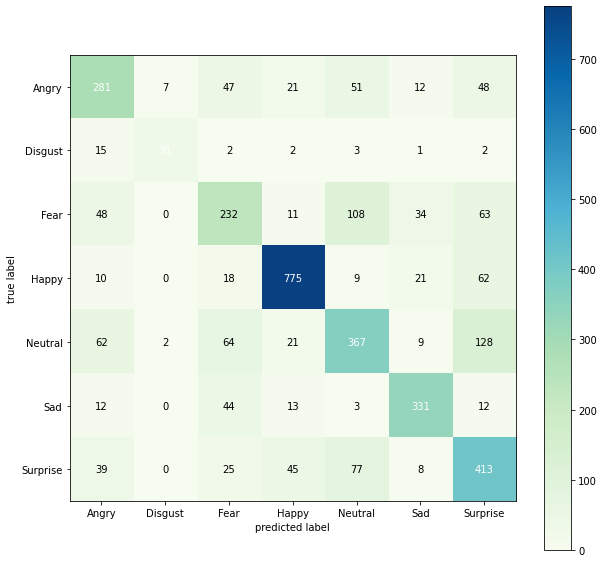 Angry 281 7 47 21 51 12 48
Disgust 15 31 2 2 3 1 2
Fear 48 0 232 11 108 34 63
Happy 10 0 18 775 9 21 62
Neutral 62 2 64 21 367 9 128
Sad 12 0 44 13 3 331 12
Surprise 39 0 25 45 77 8 413
Angry Disgust Fear Happy Neutral Sad Surprise
predicted label
true label
700
600
500
400
300
200
100
0